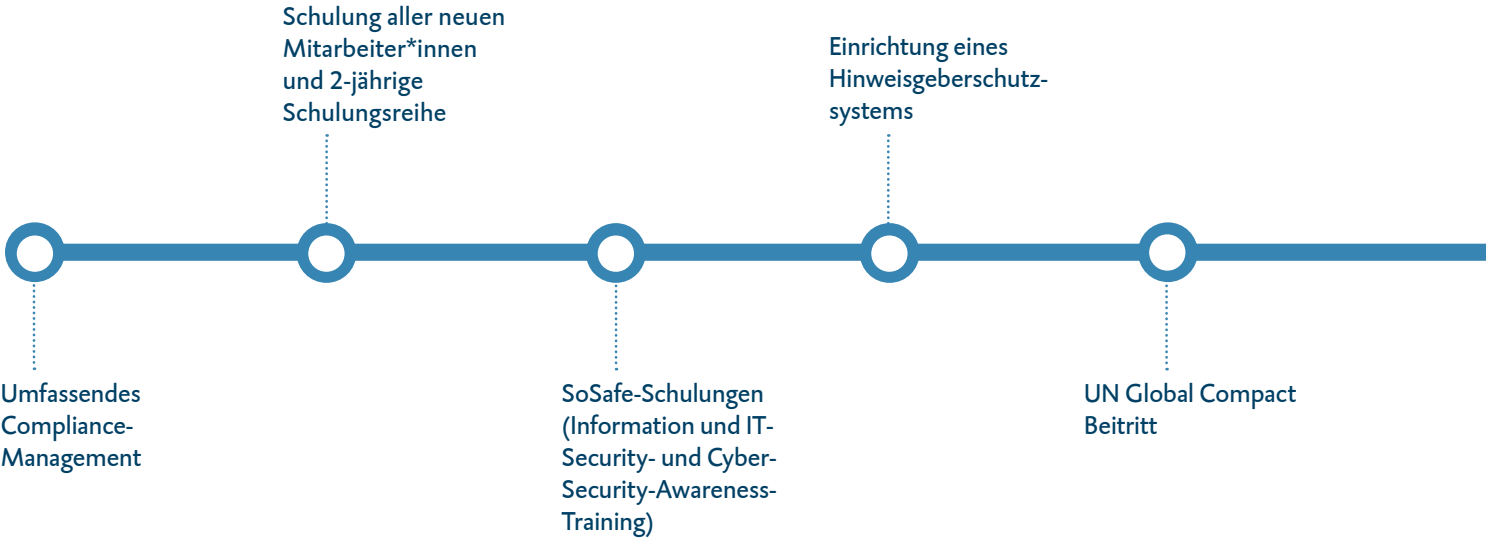 Schulung aller neuen
Mitarbeiter*innen
und 2-jährige
Schulungsreihe
Einrichtung eines
Hinweisgeberschutz-
systems
Umfassendes
Compliance-
Management
SoSafe-Schulungen
(Information und IT-
Security- und Cyber-
Security-Awareness-
Training)
UN Global Compact
Beitritt